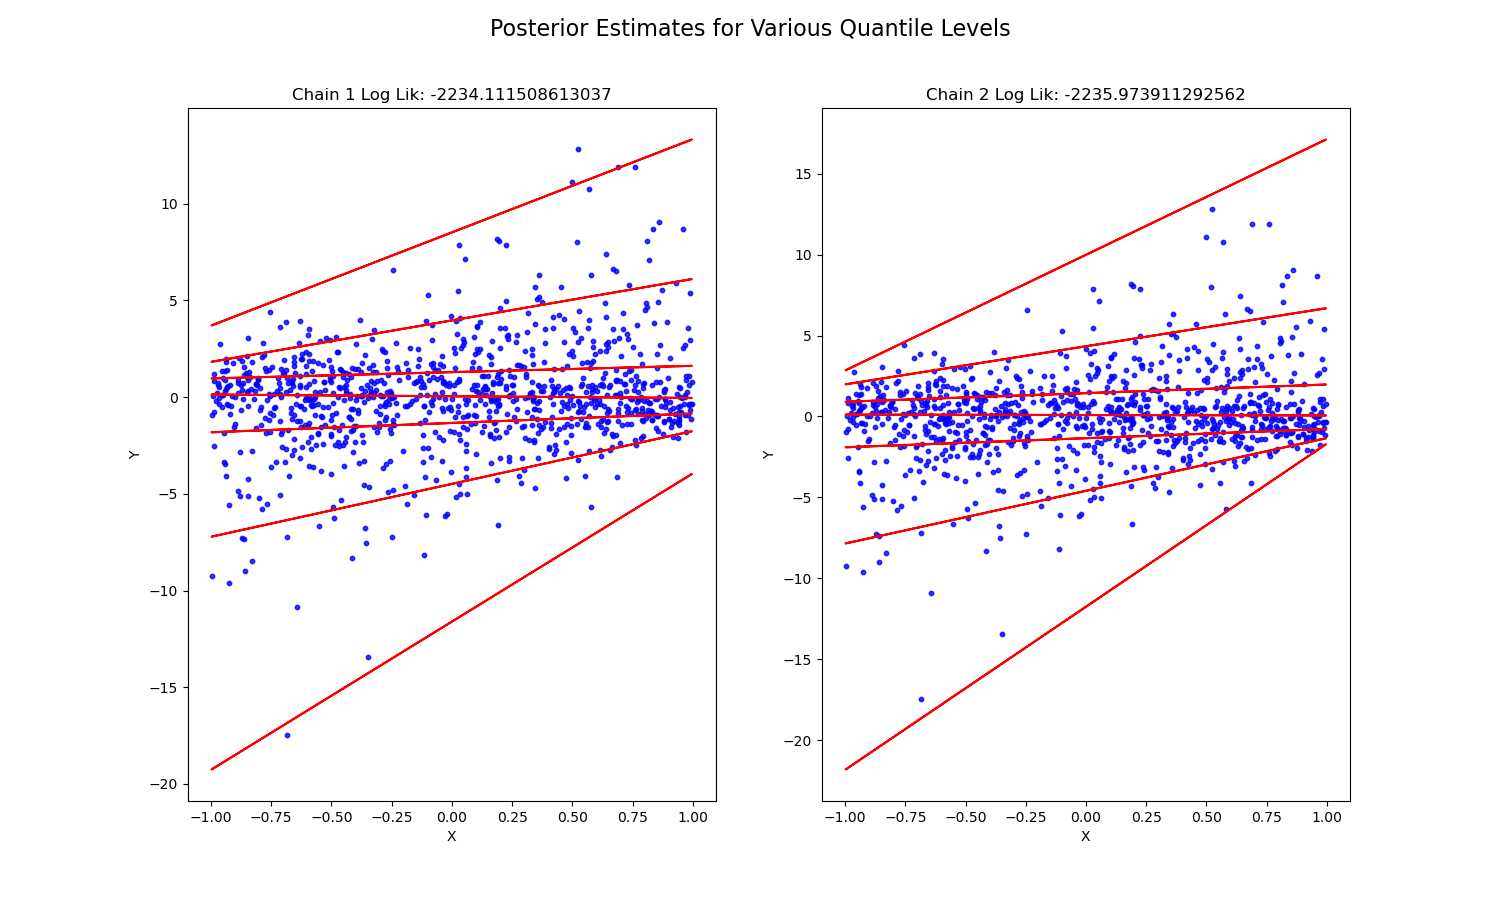 Posterior Estimates for Various Quantile Levels
Chain 1 Log Lik: -2234.111508613037
10
5
0
−5
−10
−15
−20
Y
−1.00 −0.75 −0.50 −0.25 0.00 0.25 0.50 0.75 1.00
X
Chain 2 Log Lik: -2235.973911292562
15
10
5
0
−5
−10
−15
−20
Y
−1.00 −0.75 −0.50 −0.25 0.00 0.25 0.50 0.75 1.00
X